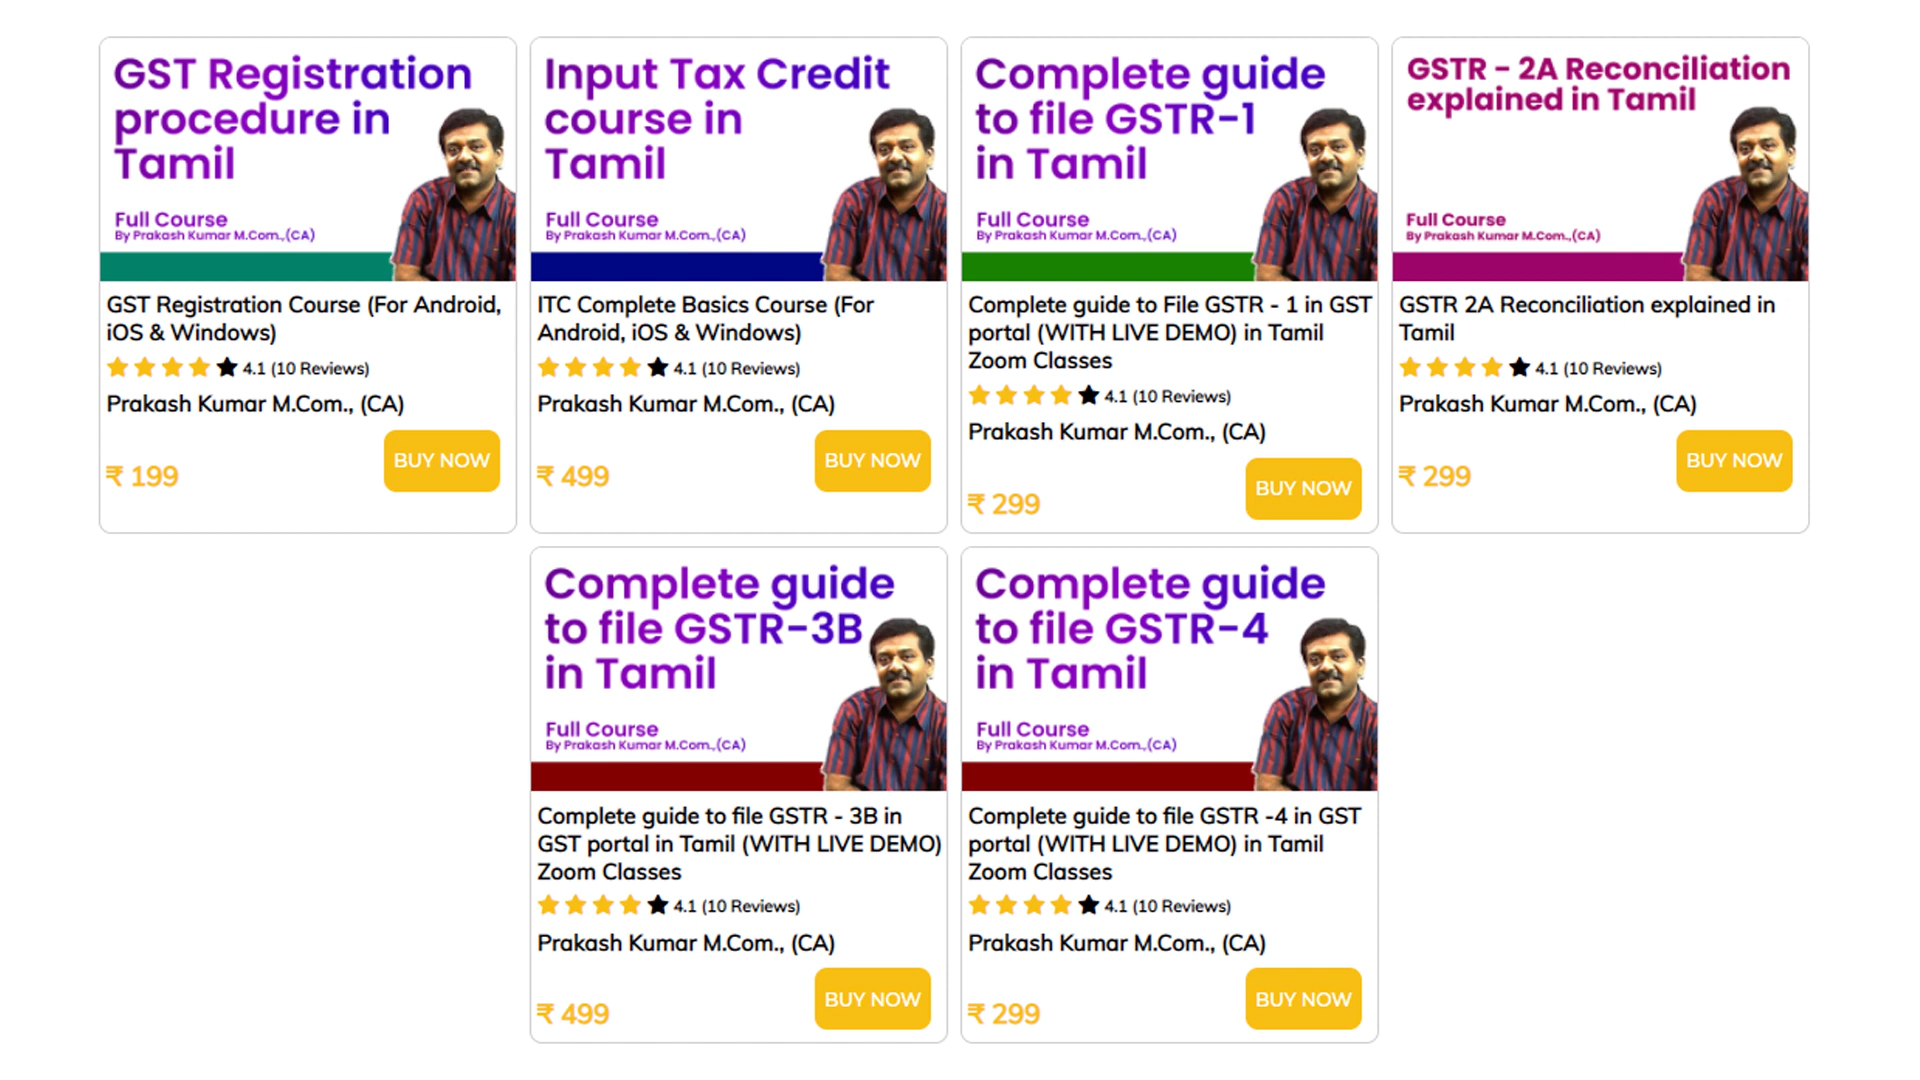 GST Registration
procedure in
Tamil
Full Course
By Prakash Kumar M.Com.,(CA)
GST Registration Course (For Android,
iOS & Windows)
4.1 (10 Reviews)
Prakash Kumar M.Com., (CA)
₹ 199
BUY NOW
Input Tax Credit
course in
Tamil
Full Course
By Prakash Kumar M.Com.,(CA)
ITC Complete Basics Course (For
Android, iOS & Windows)
4.1 (10 Reviews)
Prakash Kumar M.Com., (CA)
₹ 499
BUY NOW
Complete guide
to file GSTR-1
in Tamil
Full Course
By Prakash Kumar M.Com.,(CA)
Complete guide to File GSTR - 1 in GST
portal (WITH LIVE DEMO) in Tamil
Zoom Classes
4.1 (10 Reviews)
Prakash Kumar M.Com., (CA)
₹ 299
BUY NOW
GSTR - 2A Reconciliation
explained in Tamil
Full Course
By Prakash Kumar M.Com.,(CA)
GSTR 2A Reconciliation explained in
Tamil
4.1 (10 Reviews)
Prakash Kumar M.Com., (CA)
₹ 299
BUY NOW
Complete guide
to file GSTR-3B
in Tamil
Full Course
By Prakash Kumar M.Com.,(CA)
Complete guide to file GSTR - 3B in
GST portal in Tamil (WITH LIVE DEMO)
Zoom Classes
4.1 (10 Reviews)
Prakash Kumar M.Com., (CA)
₹ 499
BUY NOW
Complete guide
to file GSTR-4
in Tamil
Full Course
By Prakash Kumar M.Com.,(CA)
Complete guide to file GSTR -4 in GST
portal (WITH LIVE DEMO) in Tamil
Zoom Classes
4.1 (10 Reviews)
Prakash Kumar M.Com., (CA)
₹ 299
BUY NOW